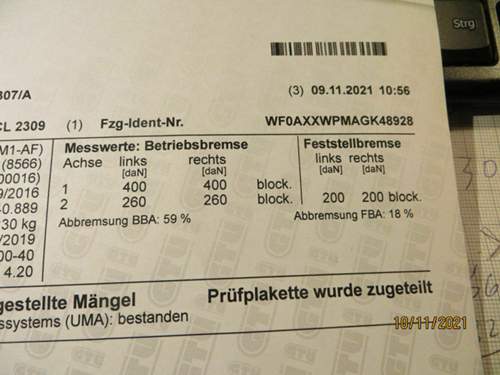 Strg
307/A
(3) 09.11.2021 10:56
CL 2309 (1) Fzg-Ident-Nr. WF0AXXWPMAGK48928
M1-AF) Messwerte: Betriebsbremse Feststellbremse
(8566) Achse links rechts links rechts
00016) [daN] [daN] [daN] [daN]
9/2016 1 400 400 block.
0.889 2 260 260 block. 200 200 block.
30 kg Abbremsung BBA: 59 % Abbremsung FBA: 18 %
/2019
00-40
4.20
gestellte Mängel Prüfplakette wurde zugeteilt
ssystems (UMA): bestanden
10/11/2021
GTÜ